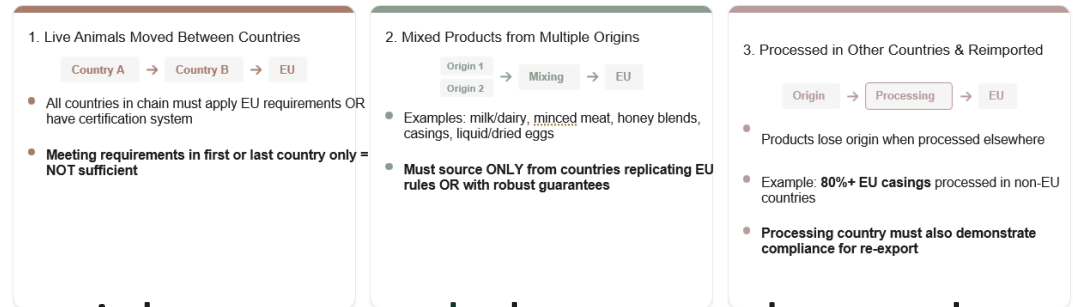 1. Live Animals Moved Between Countries
Country A → Country B → EU
All countries in chain must apply EU requirements OR
have certification system
Meeting requirements in first or last country only =
NOT sufficient
2. Mixed Products from Multiple Origins
Origin 1
Origin 2
→ Mixing → EU
Examples: milk/dairy, minced meat, honey blends,
casings, liquid/dried eggs
Must source ONLY from countries replicating EU
rules OR with robust guarantees
3. Processed in Other Countries & Reimported
Origin → Processing → EU
Products lose origin when processed elsewhere
Example: 80%+ EU casings processed in non-EU
countries
Processing country must also demonstrate
compliance for re-export